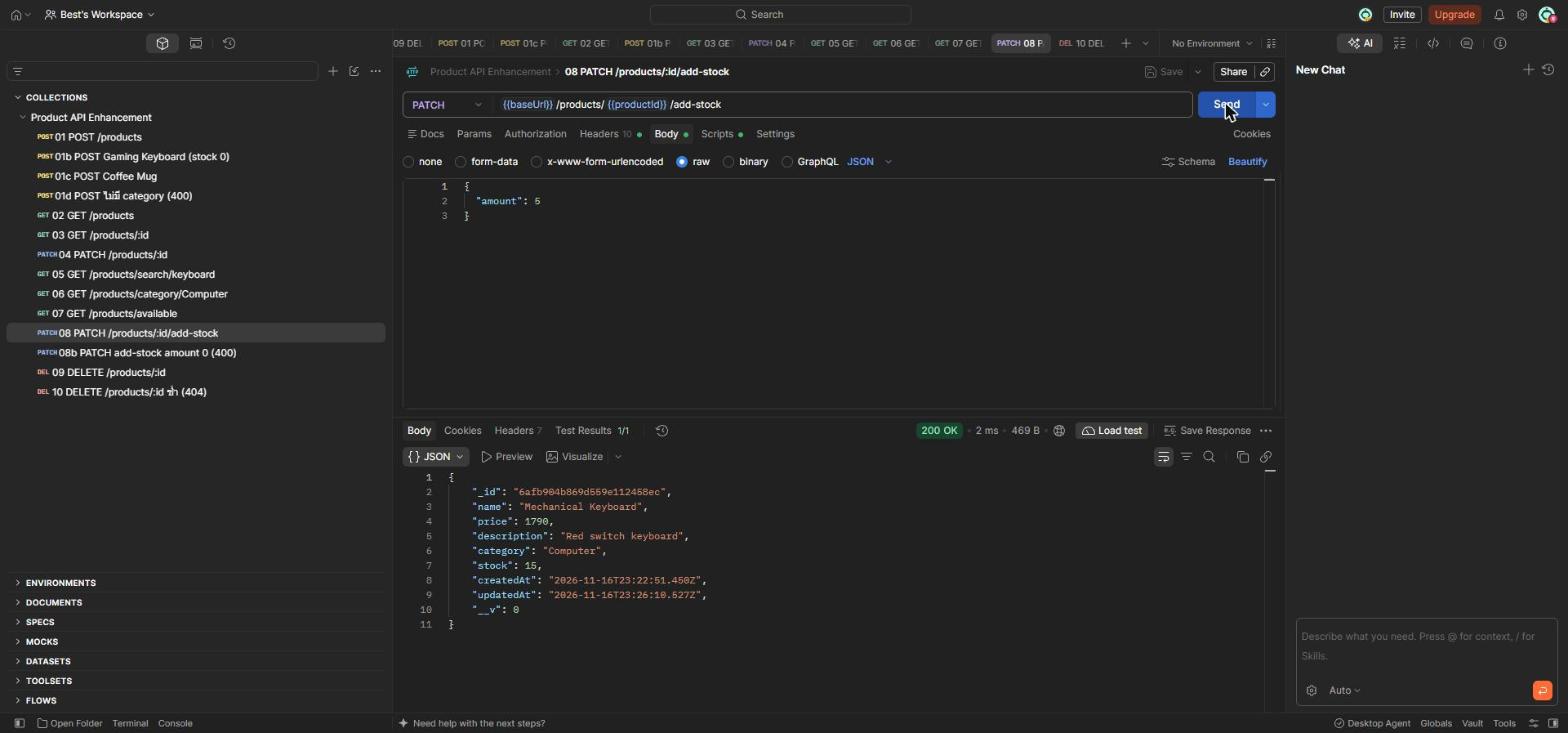 Best's Workspace
Search
Invite
Upgrade
COLLECTIONS
Product API Enhancement
POST 01 POST /products
POST 01b POST Gaming Keyboard (stock 0)
POST 01c POST Coffee Mug
POST 01d POST ไม่มี category (400)
GET 02 GET /products
GET 03 GET /products/:id
PATCH 04 PATCH /products/:id
GET 05 GET /products/search/keyboard
GET 06 GET /products/category/Computer
GET 07 GET /products/available
PATCH 08 PATCH /products/:id/add-stock
PATCH 08b PATCH add-stock amount 0 (400)
DEL 09 DELETE /products/:id
DEL 10 DELETE /products/:id ซ้ำ (404)
ENVIRONMENTS
DOCUMENTS
SPECS
MOCKS
DATASETS
TOOLSETS
FLOWS
09 DEL POST 01 PC POST 01c P GET 02 GE POST 01b P GET 03 GE PATCH 04 F GET 05 GE GET 06 GE GET 07 GE PATCH 08 P. DEL 10 DEL No Environment
Product API Enhancement > 08 PATCH /products/:id/add-stock
Save
Share
PATCH {{baseUrl}} /products/ {{productId}} /add-stock
Send
Docs Params Authorization Headers 10 Body Scripts Settings Cookies
none form-data x-www-form-urlencoded raw binary GraphQL JSON Schema Beautify
1 {
2 "amount": 5
3 }
Body Cookies Headers 7 Test Results 1/1 200 OK 2 ms 469 B Load test Save Response
{ } JSON Preview Visualize
1 {
2 "_id": "6afb904b869d559e112458ec",
3 "name": "Mechanical Keyboard",
4 "price": 1790,
5 "description": "Red switch keyboard",
6 "category": "Computer",
7 "stock": 15,
8 "createdAt": "2026-11-16T23:22:51.450Z",
9 "updatedAt": "2026-11-16T23:26:10.527Z",
10 "__v": 0
11 }
AI
New Chat
Describe what you need. Press @ for context, / for
Skills.
Auto
Open Folder Terminal Console Need help with the next steps? Desktop Agent Globals Vault Tools